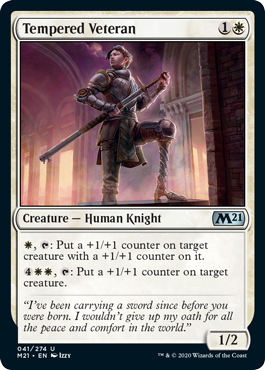 Tempered Veteran 1
Creature — Human Knight M21
, : Put a +1/+1 counter on target
creature with a +1/+1 counter on it.
4 , : Put a +1/+1 counter on target
creature.
“I’ve been carrying a sword since before you
were born. I wouldn’t give up my oath for all
the peace and comfort in the world.”
1/2
041/274 U
M21 • EN Izzy ™ & © 2020 Wizards of the Coast